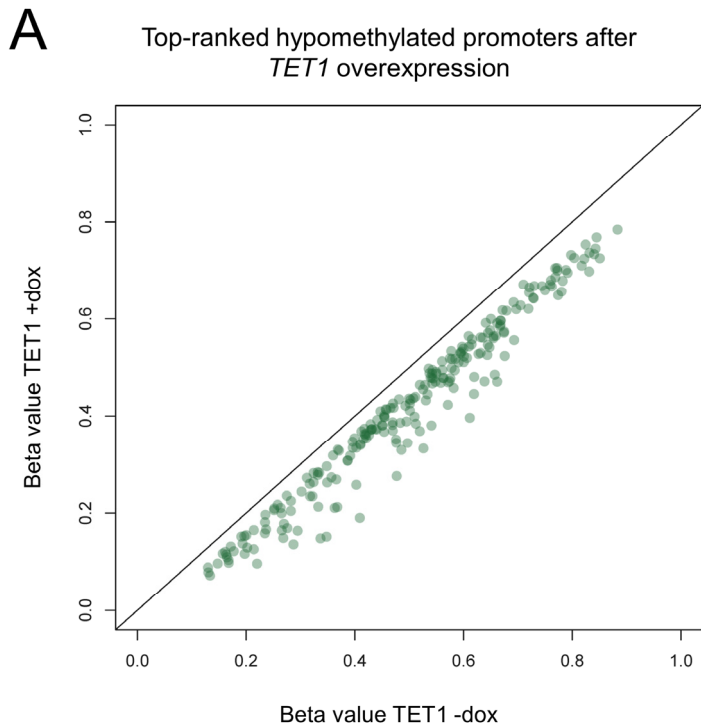 A
Top-ranked hypomethylated promoters after
TET1 overexpression
1.0
0.8
0.6
0.4
0.2
0.0
Beta value TET1 +dox
0.0 0.2 0.4 0.6 0.8 1.0
Beta value TET1 -dox